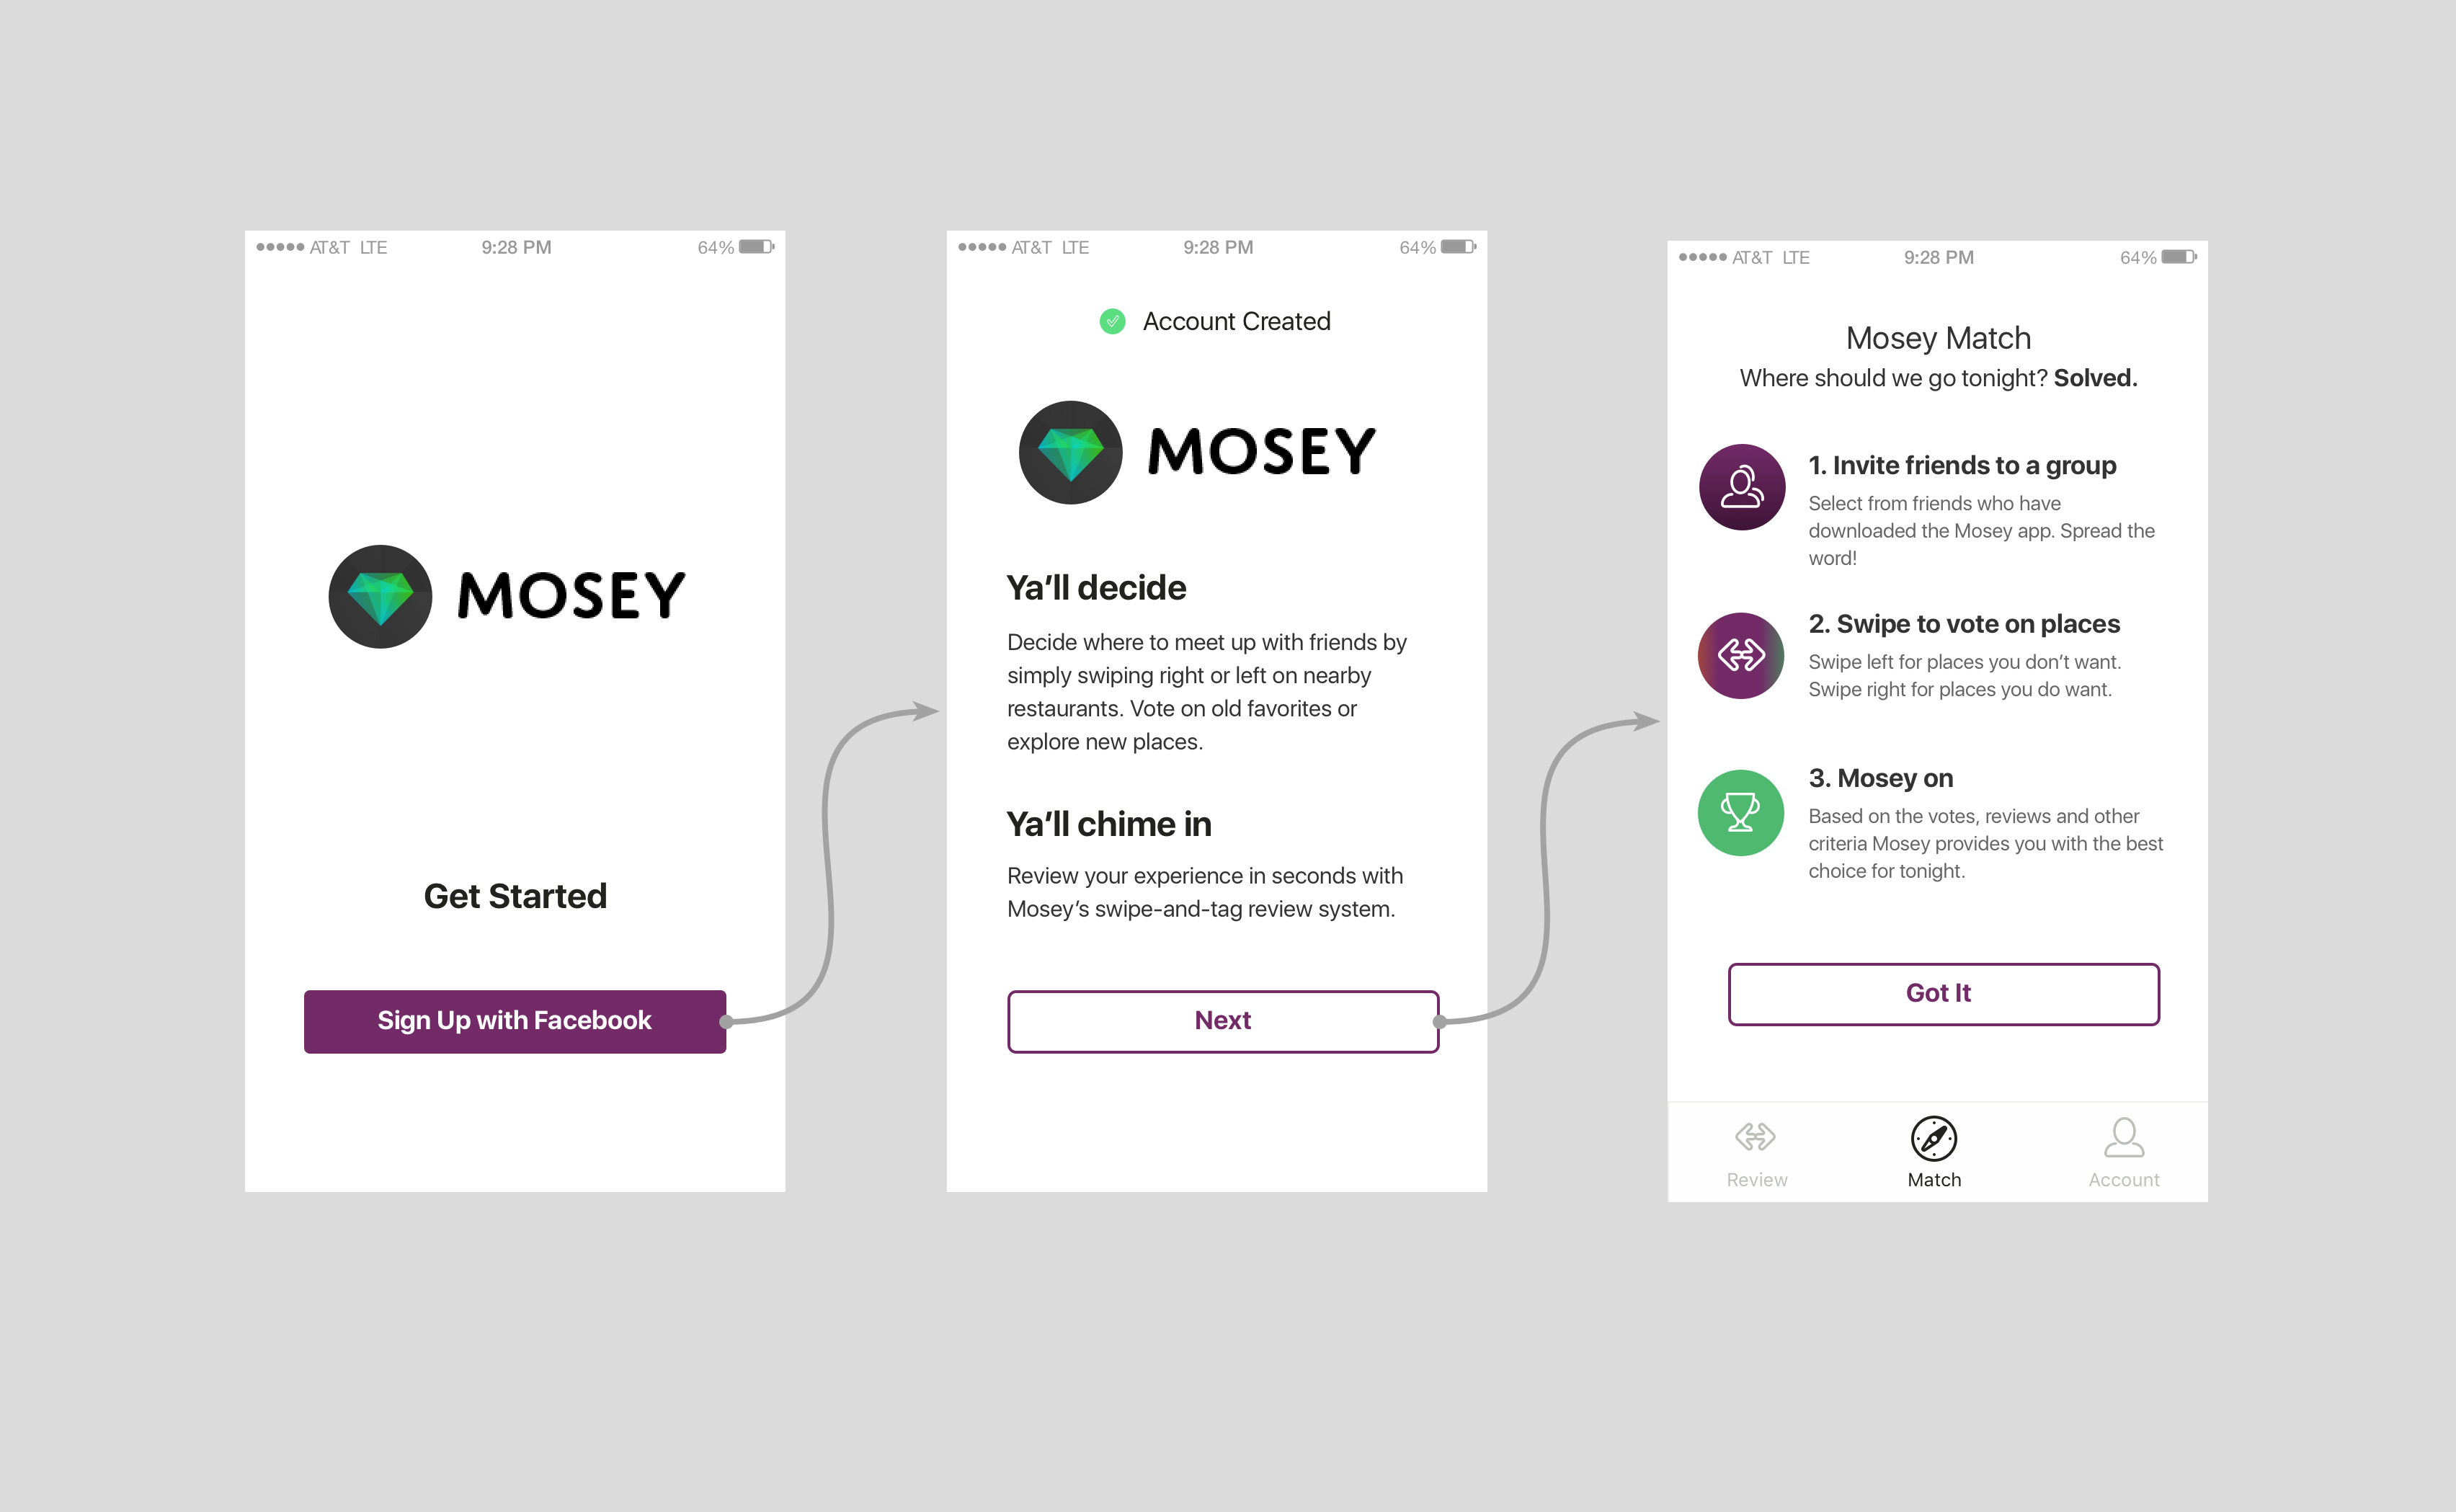 AT&T LTE 9:28 PM 64%
MOSEY
Get Started
Sign Up with Facebook
AT&T LTE 9:28 PM 64%
Account Created
MOSEY
Ya’ll decide
Decide where to meet up with friends by
simply swiping right or left on nearby
restaurants. Vote on old favorites or
explore new places.
Ya’ll chime in
Review your experience in seconds with
Mosey’s swipe-and-tag review system.
Next
AT&T LTE 9:28 PM 64%
Mosey Match
Where should we go tonight? Solved.
1. Invite friends to a group
Select from friends who have
downloaded the Mosey app. Spread the
word!
2. Swipe to vote on places
Swipe left for places you don’t want.
Swipe right for places you do want.
3. Mosey on
Based on the votes, reviews and other
criteria Mosey provides you with the best
choice for tonight.
Got It
Review Match Account